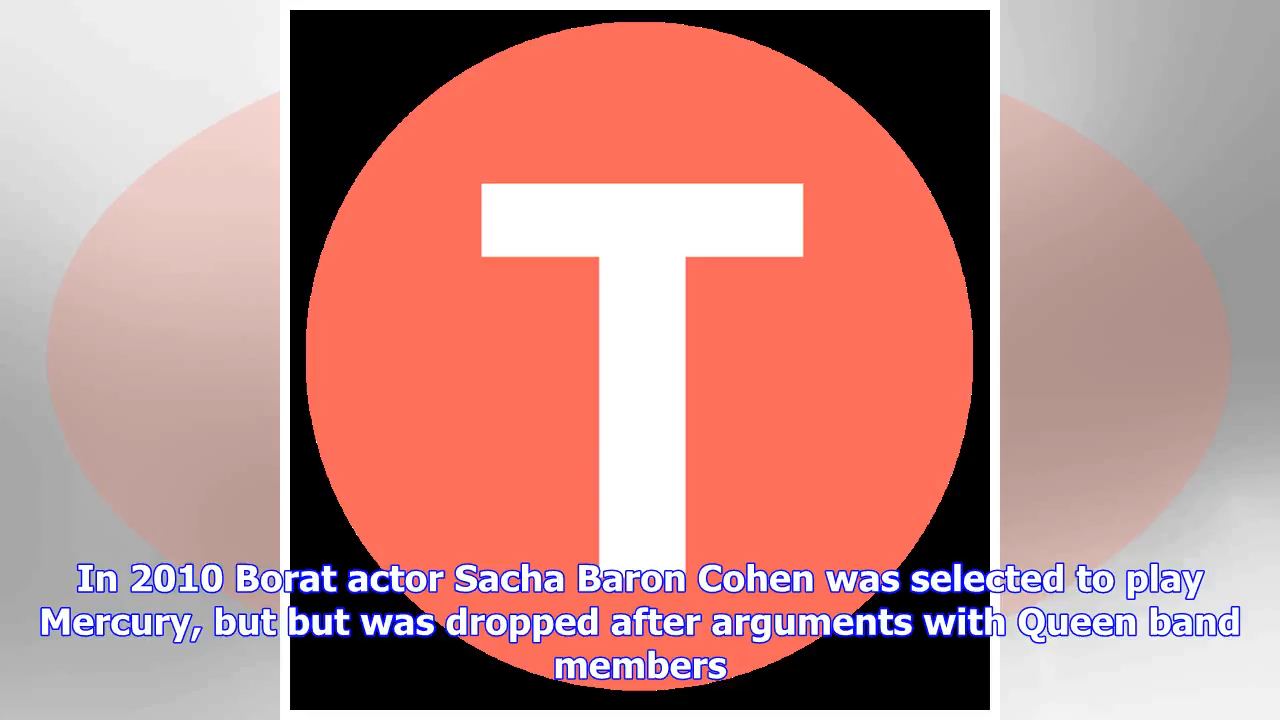 T
In 2010 Borat actor Sacha Baron Cohen was selected to play
Mercury, but but was dropped after arguments with Queen band
members